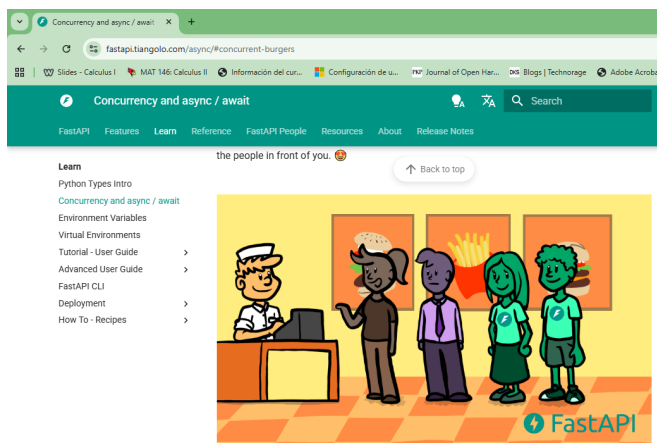 Concurrency and async / await
fastapi.tiangolo.com/async/#concurrent-burgers
Slides - Calculus I
MAT 146: Calculus II
Información del cur...
Configuración de u...
Journal of Open Har...
DXS Blogs | Technorage
Adobe Acroba
Concurrency and async / await
Search
FastAPI
Features
Learn
Reference
FastAPI People
Resources
About
Release Notes
the people in front of you. 😍
Back to top
Learn
Python Types Intro
Concurrency and async / await
Environment Variables
Virtual Environments
Tutorial - User Guide
Advanced User Guide
FastAPI CLI
Deployment
How To - Recipes
FastAPI